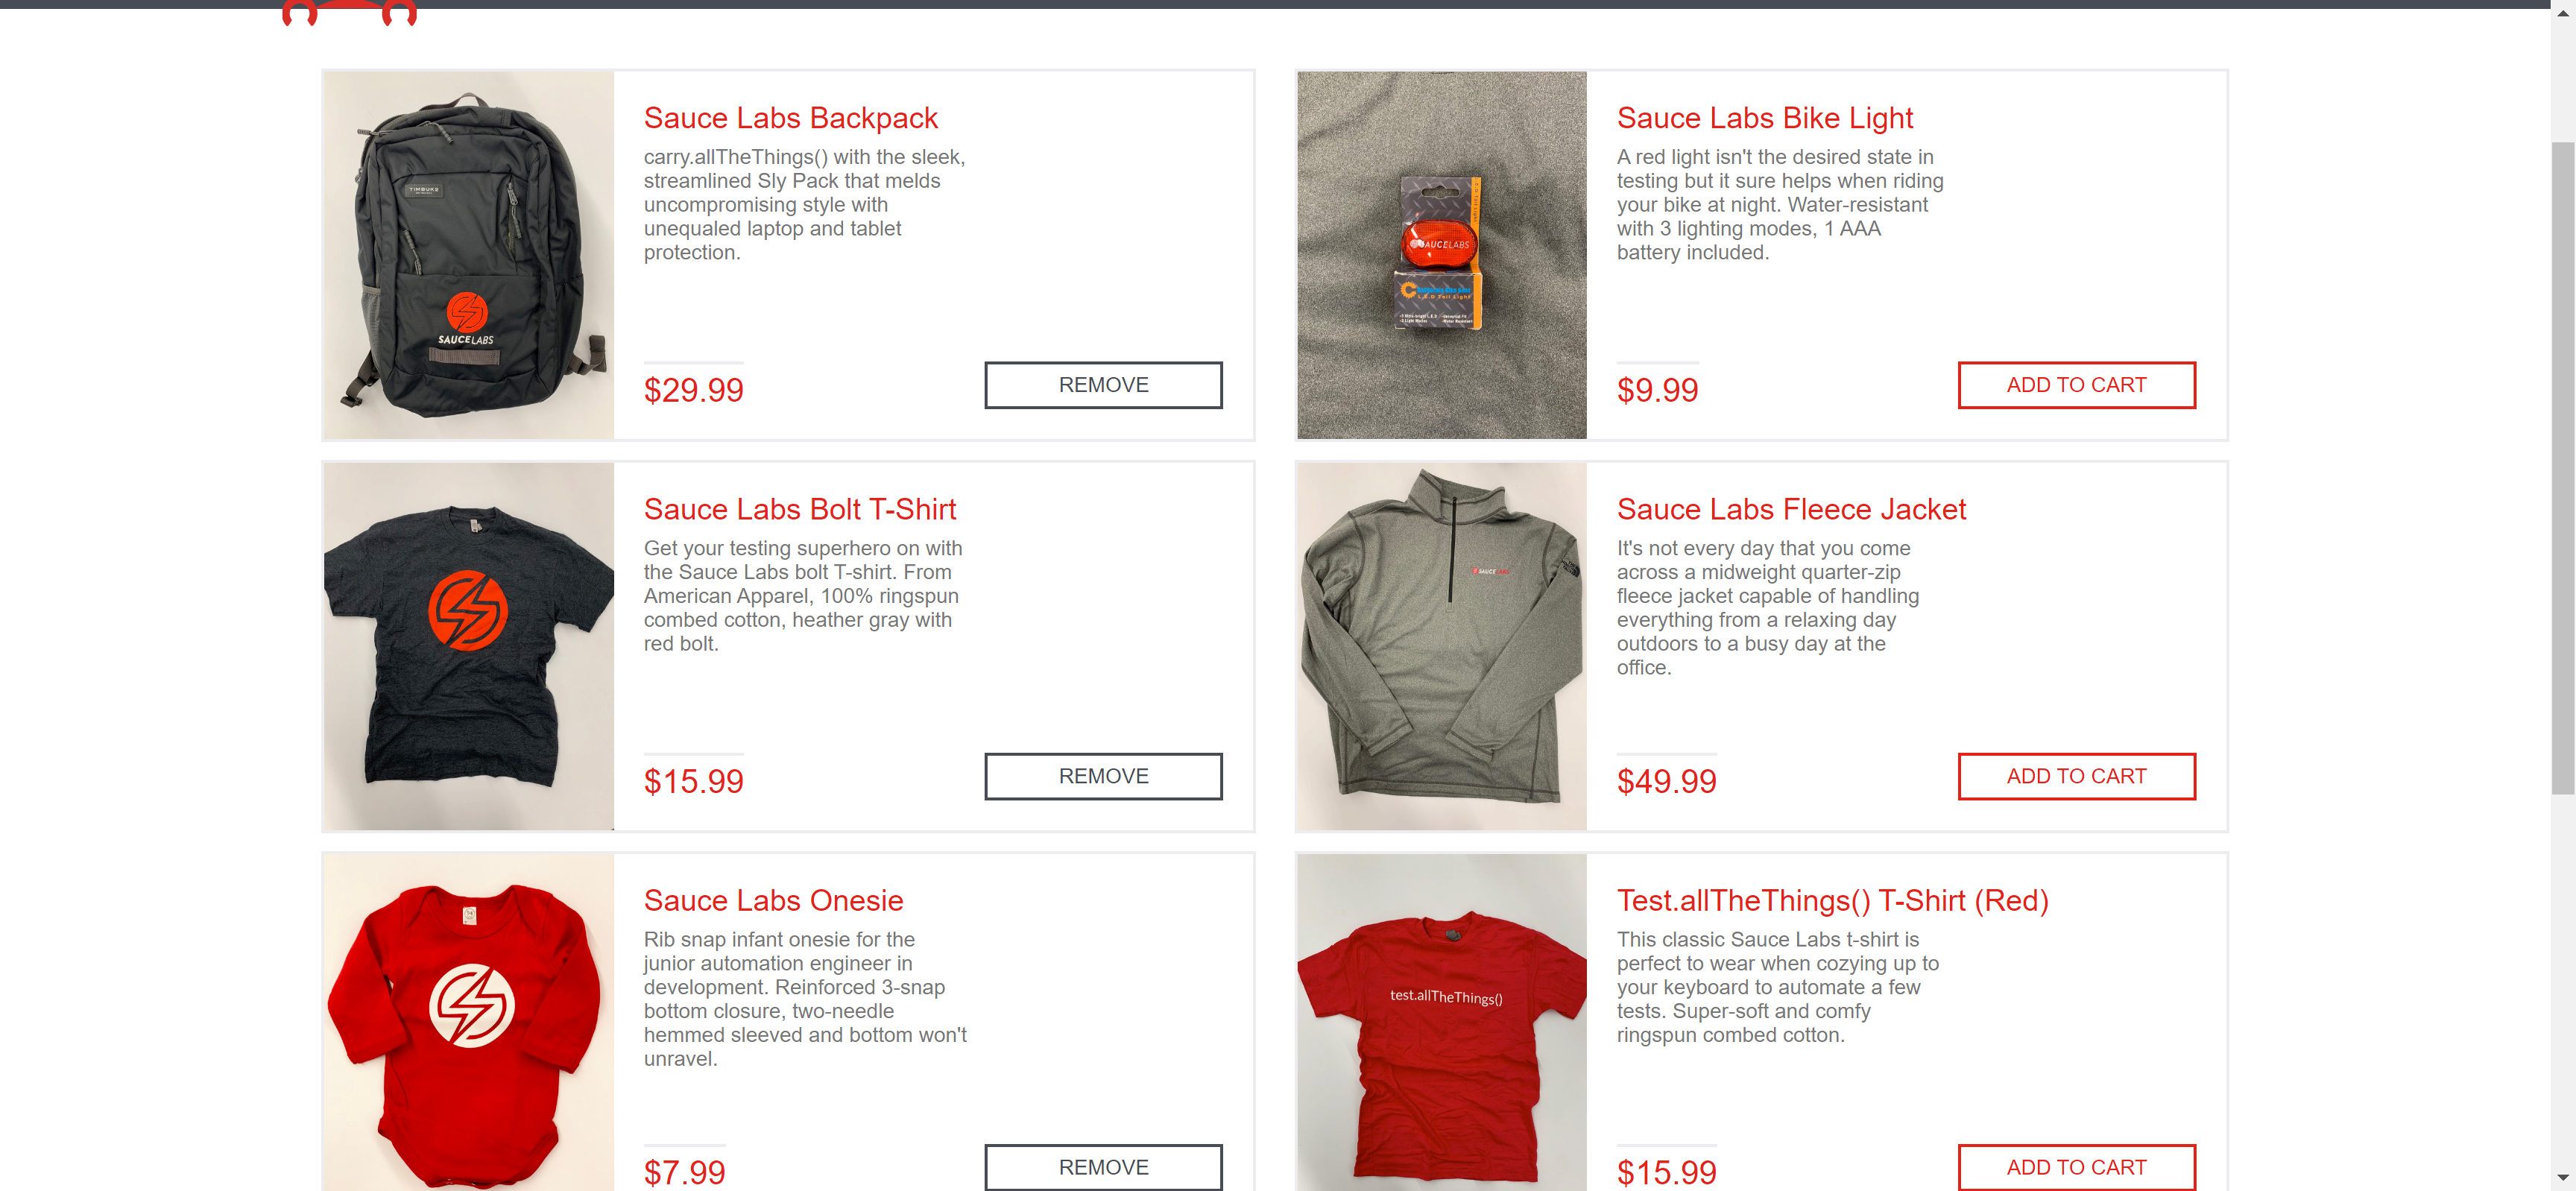 TIMBUK2
SAUCELABS
Sauce Labs Backpack
carry.allTheThings() with the sleek,
streamlined Sly Pack that melds
uncompromising style with
unequaled laptop and tablet
protection.
$29.99
REMOVE
SAUCELABS
L.E.D Tail Light
Sauce Labs Bike Light
A red light isn't the desired state in
testing but it sure helps when riding
your bike at night. Water-resistant
with 3 lighting modes, 1 AAA
battery included.
$9.99
ADD TO CART
Sauce Labs Bolt T-Shirt
Get your testing superhero on with
the Sauce Labs bolt T-shirt. From
American Apparel, 100% ringspun
combed cotton, heather gray with
red bolt.
$15.99
REMOVE
SAUCELABS
Sauce Labs Fleece Jacket
It's not every day that you come
across a midweight quarter-zip
fleece jacket capable of handling
everything from a relaxing day
outdoors to a busy day at the
office.
$49.99
ADD TO CART
Sauce Labs Onesie
Rib snap infant onesie for the
junior automation engineer in
development. Reinforced 3-snap
bottom closure, two-needle
hemmed sleeved and bottom won't
unravel.
$7.99
REMOVE
test.allTheThings()
Test.allTheThings() T-Shirt (Red)
This classic Sauce Labs t-shirt is
perfect to wear when cozying up to
your keyboard to automate a few
tests. Super-soft and comfy
ringspun combed cotton.
$15.99
ADD TO CART